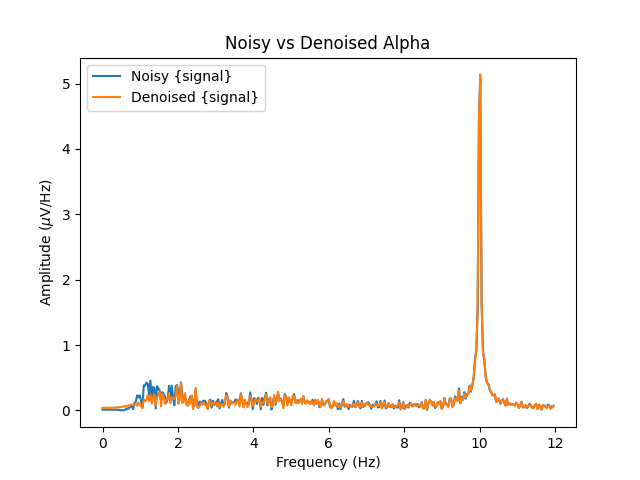 Noisy vs Denoised Alpha
Noisy {signal}
Denoised {signal}
Amplitude (μV/Hz)
5
4
3
2
1
0
0 2 4 6 8 10 12
Frequency (Hz)